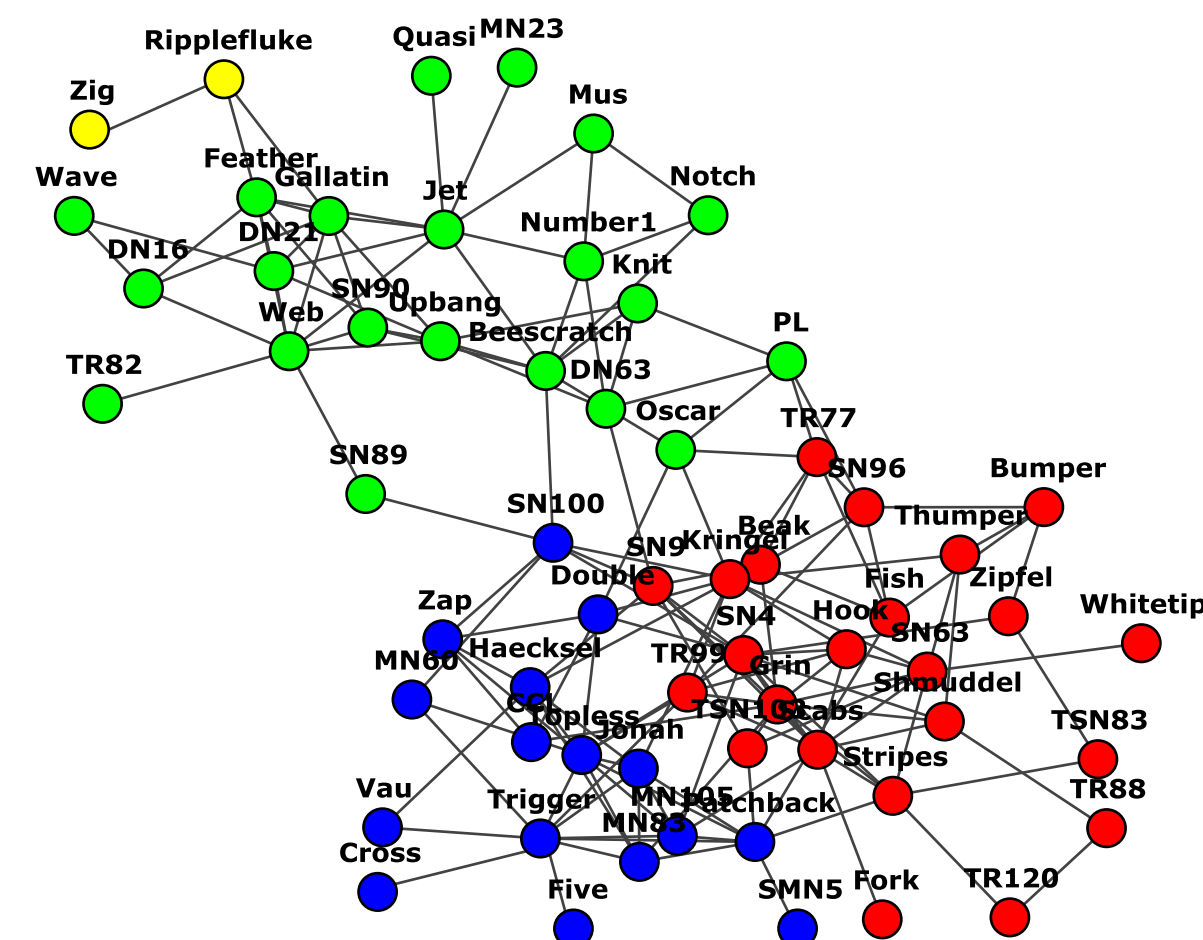 Ripplefluke
Quasi
MN23
Zig
Mus
Feather
Wave
Gallatin
Jet
Notch
DN21
Number1
DN16
Knit
SN90
Upbang
Web
Beescratch
PL
TR82
DN63
Oscar
TR77
SN89
SN96
Bumper
SN100
Thumper
Beak
Kringel
SN9
Double
Fish
Zipfel
Zap
SN4
Hook
Whitetip
SN63
Haecksel
MN60
TR99
Grin
Shmuddel
CCL
Topless
TSN103
Scabs
Jonah
TSN83
Stripes
Vau
Trigger
MN105
Patchback
TR88
MN83
Cross
Five
SMN5
Fork
TR120